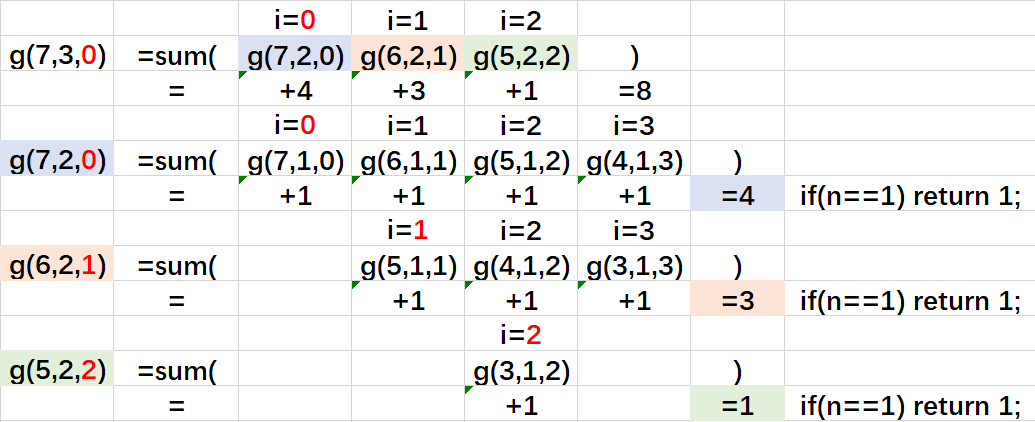 i=0 i=1 i=2
g(7,3,0) =sum( g(7,2,0) g(6,2,1) g(5,2,2) )
= +4 +3 +1 =8
i=0 i=1 i=2 i=3
g(7,2,0) =sum( g(7,1,0) g(6,1,1) g(5,1,2) g(4,1,3) )
= +1 +1 +1 +1 =4 if(n==1) return 1;
i=1 i=2 i=3
g(6,2,1) =sum( g(5,1,1) g(4,1,2) g(3,1,3) )
= +1 +1 +1 =3 if(n==1) return 1;
i=2
g(5,2,2) =sum( g(3,1,2) )
= +1 =1 if(n==1) return 1;